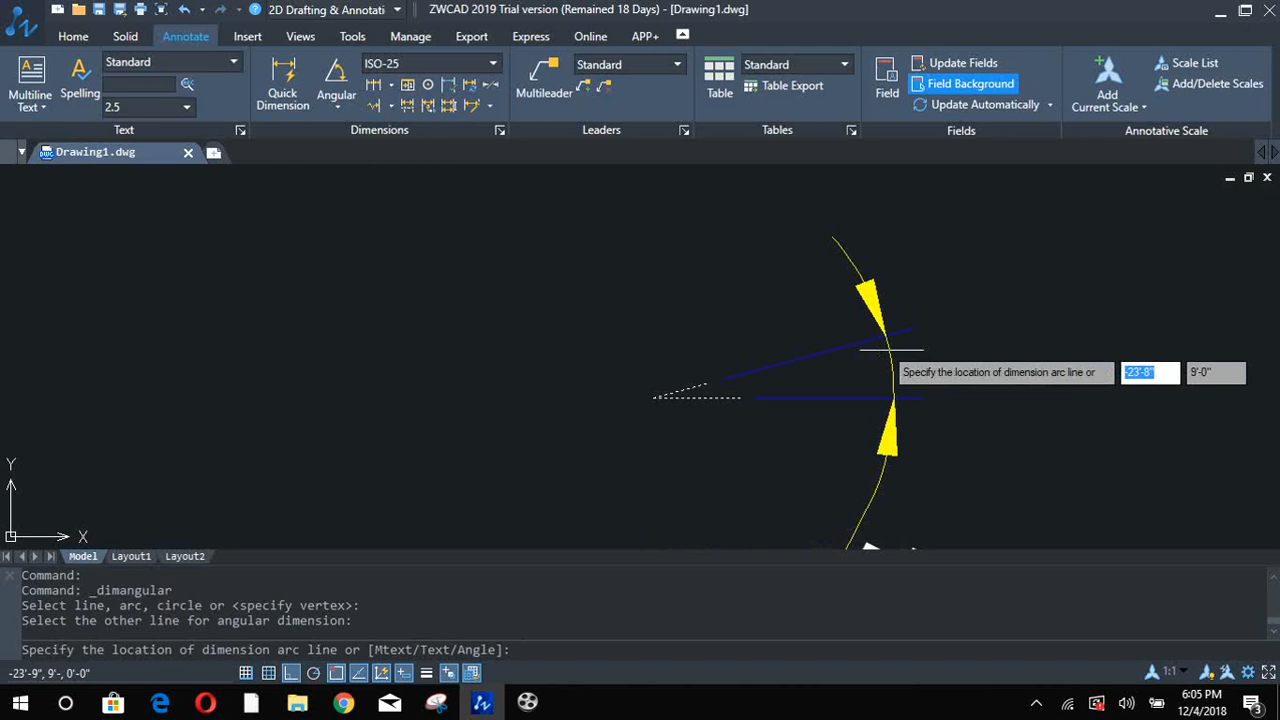 2D Drafting & Annotati
ZWCAD 2019 Trial version (Remained 18 Days) - [Drawing1.dwg]
Home Solid Annotate Insert Views Tools Manage Export Express Online APP+
Multiline Text
Spelling
Standard
2.5
Text
Quick Dimension
Angular
ISO-25
Dimensions
Multileader
Standard
Leaders
Table
Standard
Table Export
Tables
Field
Update Fields
Field Background
Update Automatically
Fields
Add Current Scale
Scale List
Add/Delete Scales
Annotative Scale
Drawing1.dwg
Specify the location of dimension arc line or -23'-8" 9'-0"
Y
X
Model Layout1 Layout2
Command:
Command: _dimangular
Select line, arc, circle or <specify vertex>:
Select the other line for angular dimension:
Specify the location of dimension arc line or [Mtext/Text/Angle]:
-23'-9", 9'-, 0'-0"
1:1
6:05 PM
12/4/2018
3